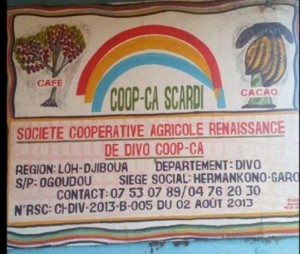 CAFÉ
CACAO
COOP-CA SCARDI
SOCIETE COOPERATIVE AGRICOLE RENAISSANCE
DE DIVO COOP-CA
REGION: LÔH-DJIBOUA DEPARTEMENT: DIVO
S/P: OGOUDOU SIEGE SOCIAL: HERMANKONO-GARO
CONTACT: 07 53 07 89/04 76 20 30
N°RSC: CI-DIV-2013-B-005 DU 02 AOÛT 2013